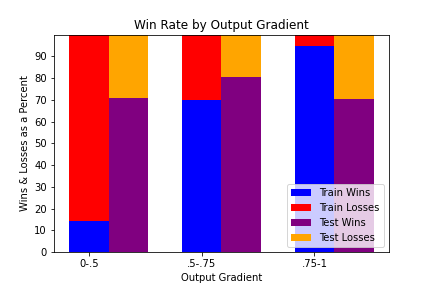 Win Rate by Output Gradient
Wins & Losses as a Percent
90
80
70
60
50
40
30
20
10
0
0-.5
.5-.75
.75-1
Output Gradient
Train Wins
Train Losses
Test Wins
Test Losses